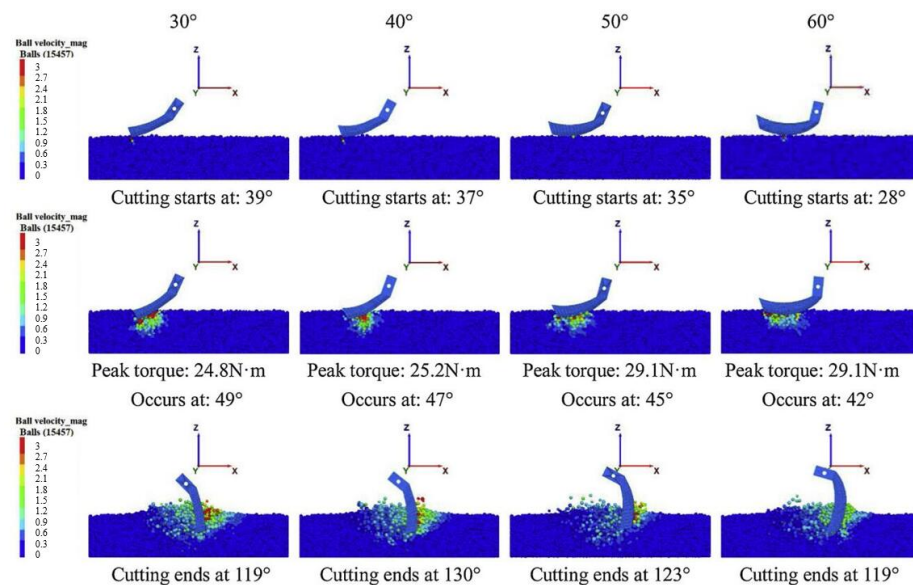 30° 40° 50° 60°
Ball velocity_mag
Balls (15457)
3
2.7
2.4
2.1
1.8
1.5
1.2
0.9
0.6
0.3
0
Z Z Z Z
Y X Y X Y X Y X
Cutting starts at: 39° Cutting starts at: 37° Cutting starts at: 35° Cutting starts at: 28°
Ball velocity_mag
Balls (15457)
3
2.7
2.4
2.1
1.8
1.5
1.2
0.9
0.6
0.3
0
Z Z Z Z
Y X Y X Y X Y X
Peak torque: 24.8N·m Peak torque: 25.2N·m Peak torque: 29.1N·m Peak torque: 29.1N·m
Occurs at: 49° Occurs at: 47° Occurs at: 45° Occurs at: 42°
Ball velocity_mag
Balls (15457)
3
2.7
2.4
2.1
1.8
1.5
1.2
0.9
0.6
0.3
0
Z Z Z Z
Y X Y X Y X Y X
Cutting ends at 119° Cutting ends at 130° Cutting ends at 123° Cutting ends at 119°